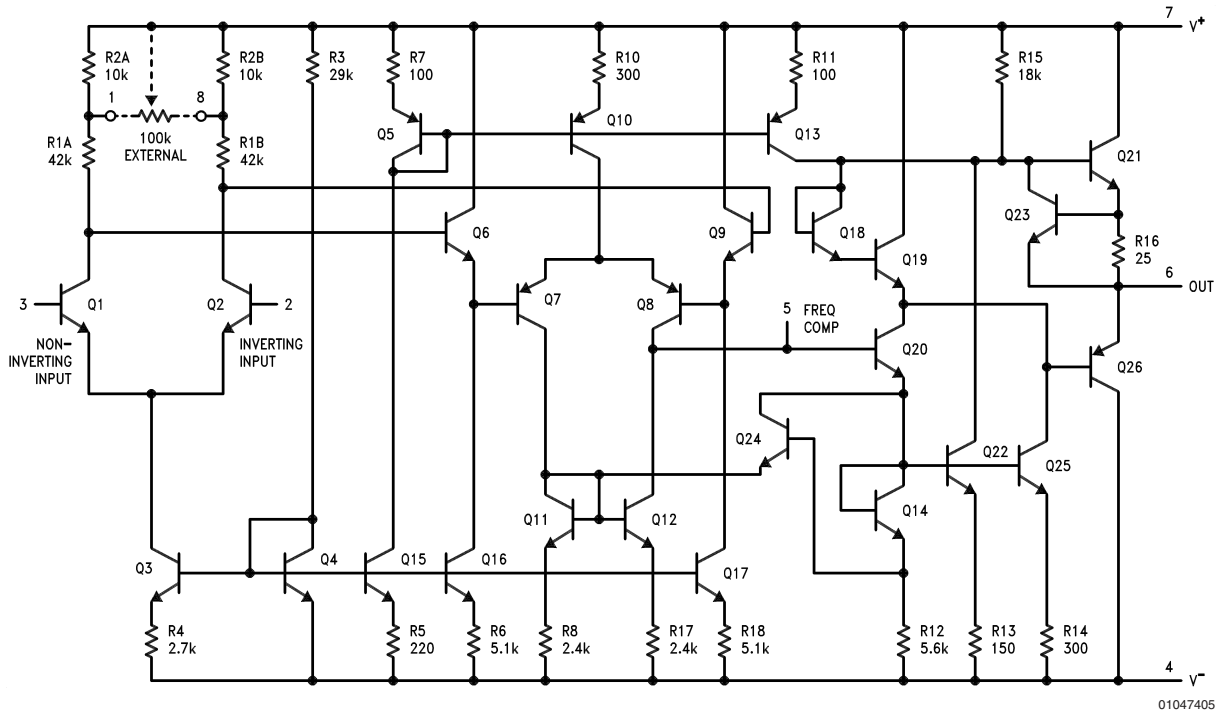 7
V+
R2A
10k
R2B
10k
R3
29k
R7
100
R10
300
R11
100
R15
18k
1
8
100k
EXTERNAL
R1A
42k
R1B
42k
Q5
Q10
Q13
Q21
Q6
Q9
Q18
Q23
Q19
R16
25
6
OUT
3
Q1
Q2
2
Q7
Q8
5
FREQ
COMP
NON-
INVERTING
INPUT
INVERTING
INPUT
Q20
Q26
Q24
Q22
Q25
Q11
Q12
Q14
Q3
Q4
Q15
Q16
Q17
R4
2.7k
R5
220
R6
5.1k
R8
2.4k
R17
2.4k
R18
5.1k
R12
5.6k
R13
150
R14
300
4
V-
01047405